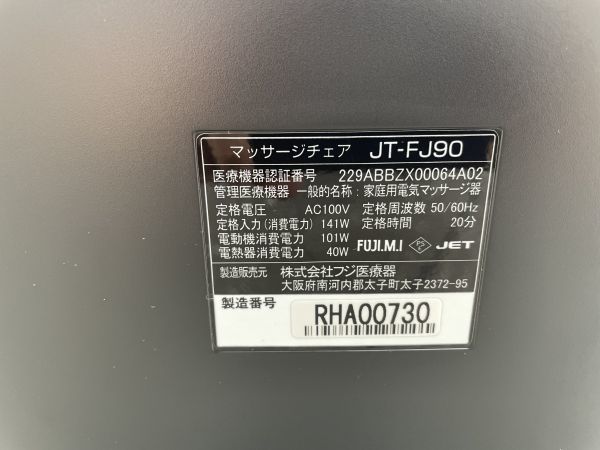 マッサージチェア JT-FJ90
医療機器認証番号 229ABBZX00064A02
管理医療機器 一般的名称:家庭用電気マッサージ器
定格電圧 AC100V 定格周波数 50/60Hz
定格入力(消費電力) 141W 定格時間 20分
電動機消費電力 101W FUJI.M.I PS E JET
電熱器消費電力 40W
製造販売元 株式会社フジ医療器
大阪府南河内郡太子町太子2372-95
製造番号 RHA00730